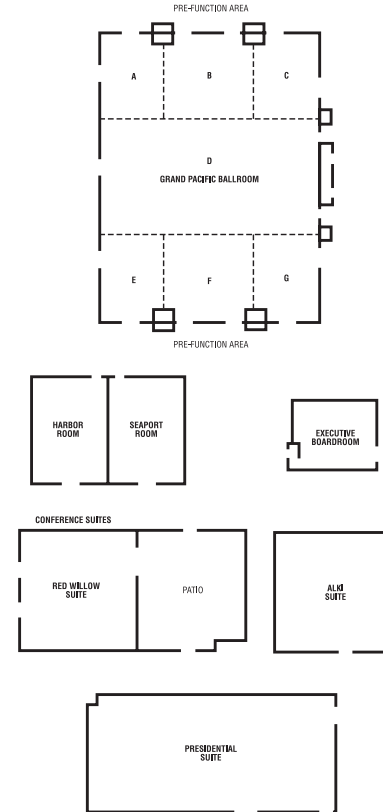 PRE-FUNCTION AREA
A
B
C
D
GRAND PACIFIC BALLROOM
E
F
G
PRE-FUNCTION AREA
HARBOR
ROOM
SEAPORT
ROOM
EXECUTIVE
BOARDROOM
CONFERENCE SUITES
RED WILLOW
SUITE
PATIO
ALKI
SUITE
PRESIDENTIAL
SUITE